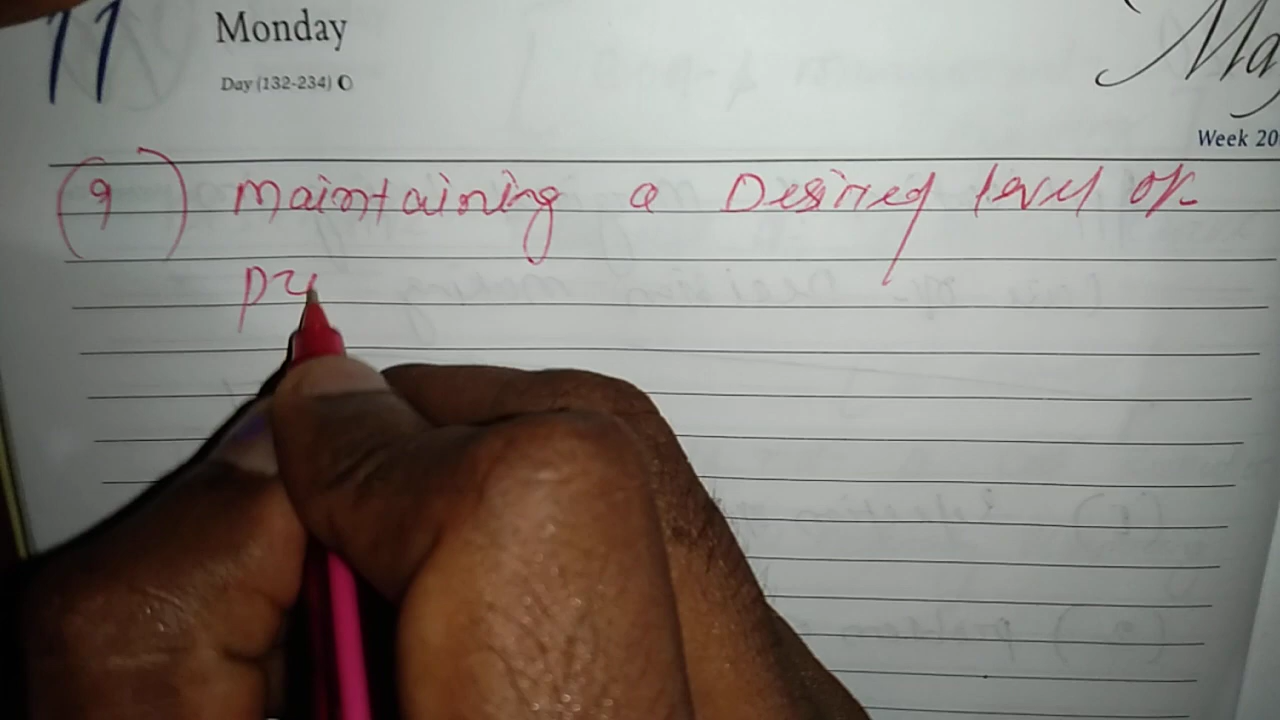 11 Monday
Day (132-234)
Week 20
(9) Maintaining a Desired level of
pr